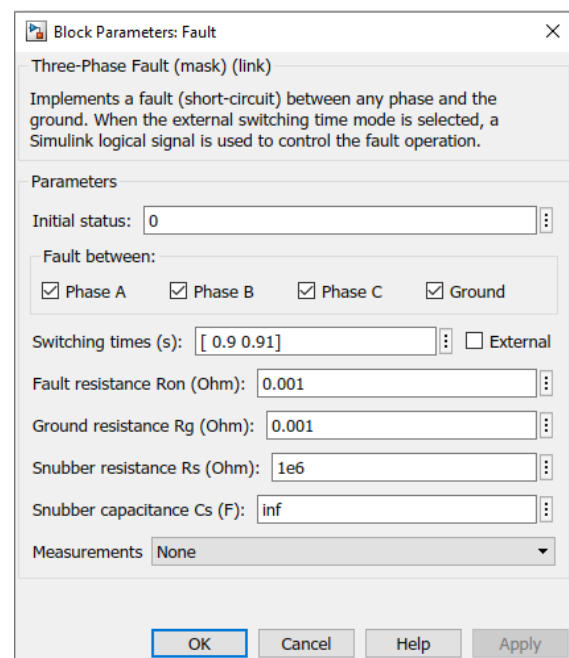 Block Parameters: Fault
Three-Phase Fault (mask) (link)
Implements a fault (short-circuit) between any phase and the
ground. When the external switching time mode is selected, a
Simulink logical signal is used to control the fault operation.
Parameters
Initial status: 0
Fault between:
Phase A Phase B Phase C Ground
Switching times (s): [ 0.9 0.91] External
Fault resistance Ron (Ohm): 0.001
Ground resistance Rg (Ohm): 0.001
Snubber resistance Rs (Ohm): 1e6
Snubber capacitance Cs (F): inf
Measurements None
OK Cancel Help Apply